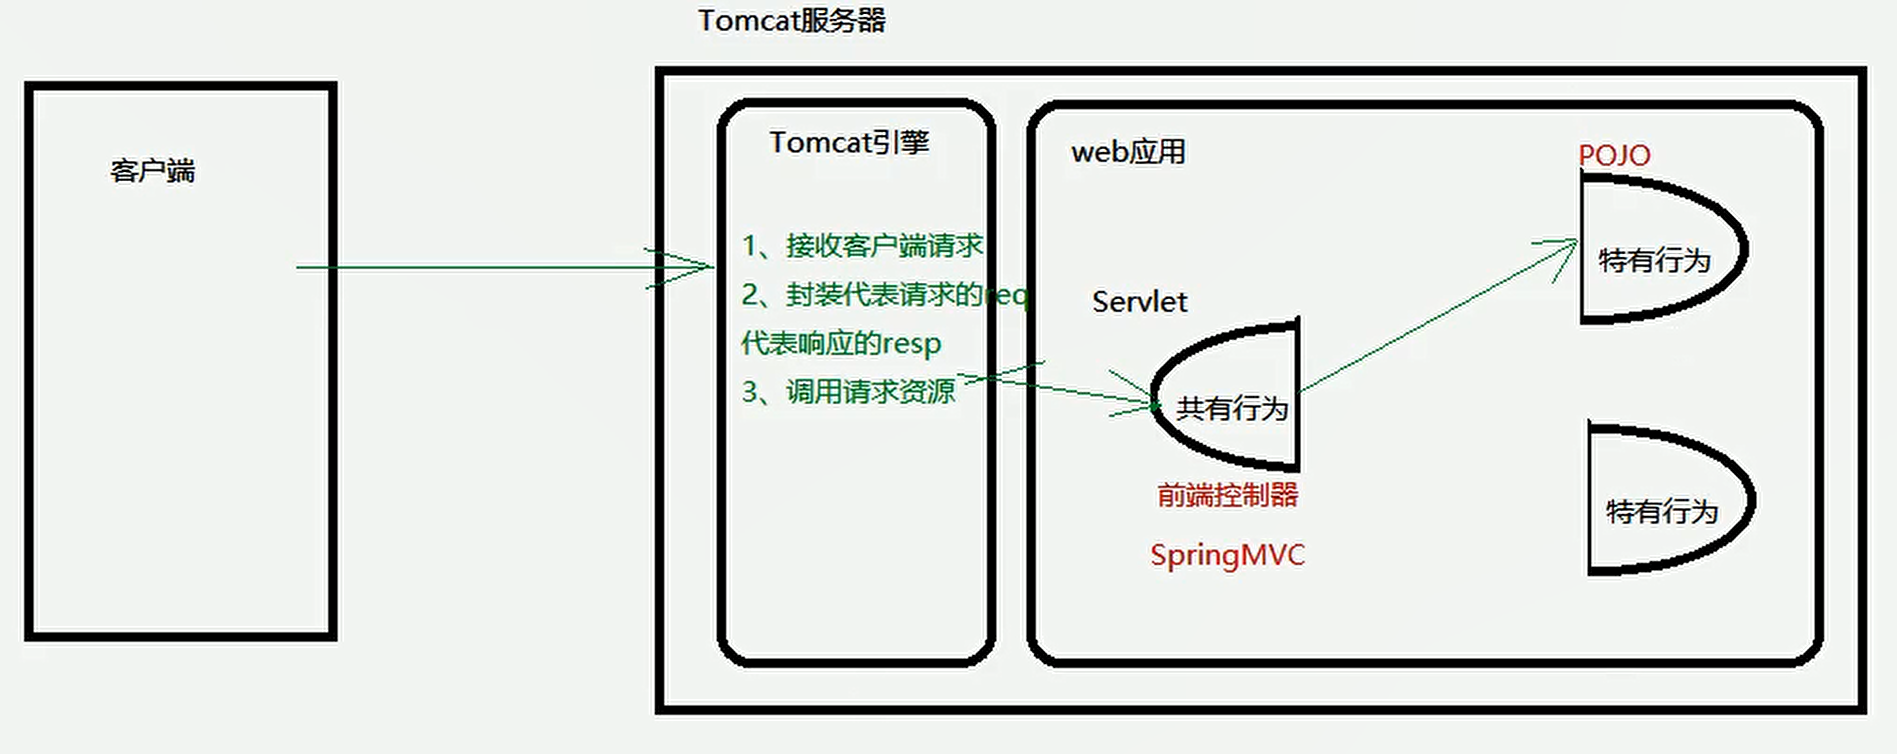 Tomcat服务器
客户端
Tomcat引擎
1、接收客户端请求
2、封装代表请求的req
代表响应的resp
3、调用请求资源
web应用
Servlet
共有行为
前端控制器
SpringMVC
POJO
特有行为
特有行为